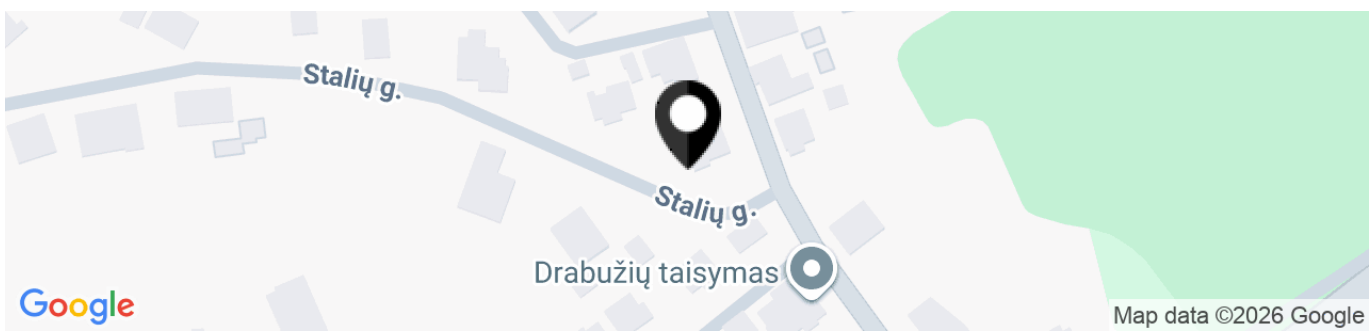 Stalių g.
Stalių g.
Drabužių taisymas
Google
Map data ©2026 Google